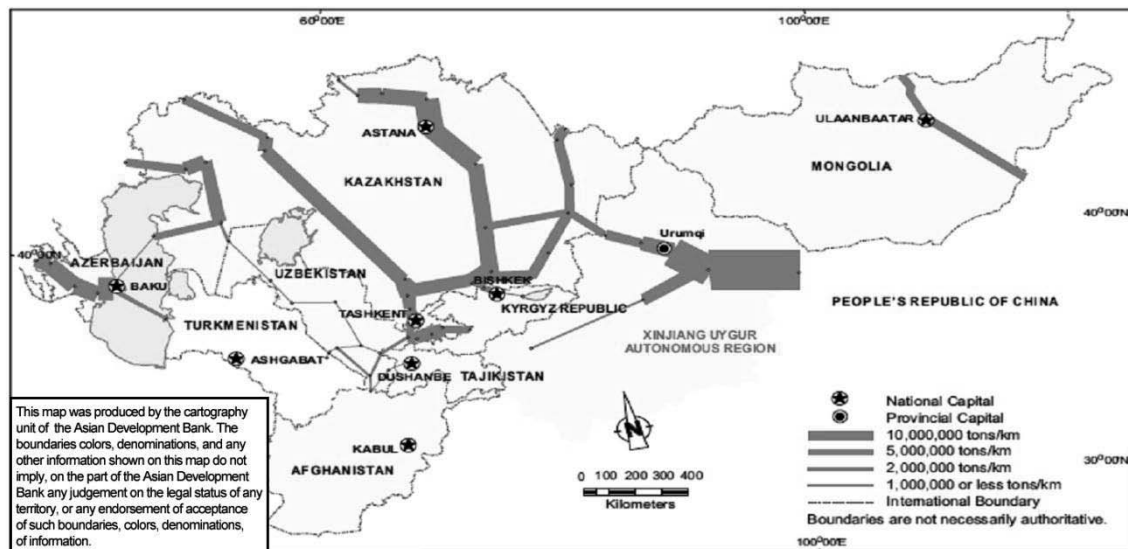 60°00'E
100°00'E
ULAANBAATAR
MONGOLIA
ASTANA
KAZAKHSTAN
40°00'N
Urumqi
40°00'N
AZERBAIJAN
BAKU
UZBEKISTAN
BISHKEK
KYRGYZ REPUBLIC
TASHKENT
TURKMENISTAN
PEOPLE'S REPUBLIC OF CHINA
XINJIANG UYGUR
AUTONOMOUS REGION
ASHGABAT
DUSHANBE
TAJIKISTAN
KABUL
AFGHANISTAN
This map was produced by the cartography
unit of the Asian Development Bank. The
boundaries colors, denominations, and any
other information shown on this map do not
imply, on the part of the Asian Development
Bank any judgement on the legal status of any
territory, or any endorsement of acceptance
of such boundaries, colors, denominations,
of information.
N
0 100 200 300 400
Kilometers
National Capital
Provincial Capital
10,000,000 tons/km
5,000,000 tons/km
2,000,000 tons/km
1,000,000 or less tons/km
International Boundary
Boundaries are not necessarily authoritative.
30°00'N
100°00'E